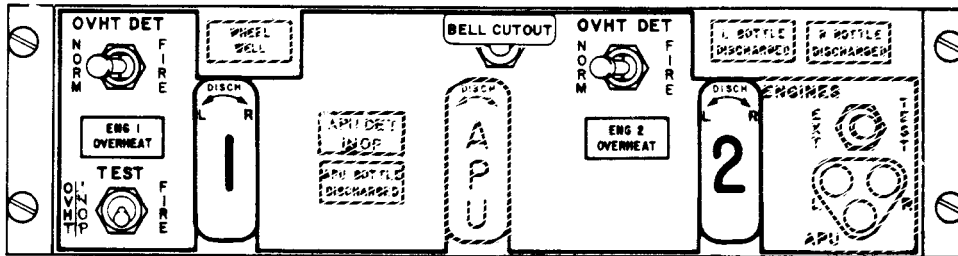 OVHT DET
NORM
FIRE
WHEEL WELL
BELL CUTOUT
OVHT DET
NORM
FIRE
L BOTTLE DISCHARGED
R BOTTLE DISCHARGED
ENG 1 OVERHEAT
DISCH
L R
1
APU DET INOP
APU BOTTLE DISCHARGED
DISCH
APU
ENG 2 OVERHEAT
DISCH
L R
2
ENGINES
EXT TEST
L R
APU
TEST
OVHT
INOP
FIRE